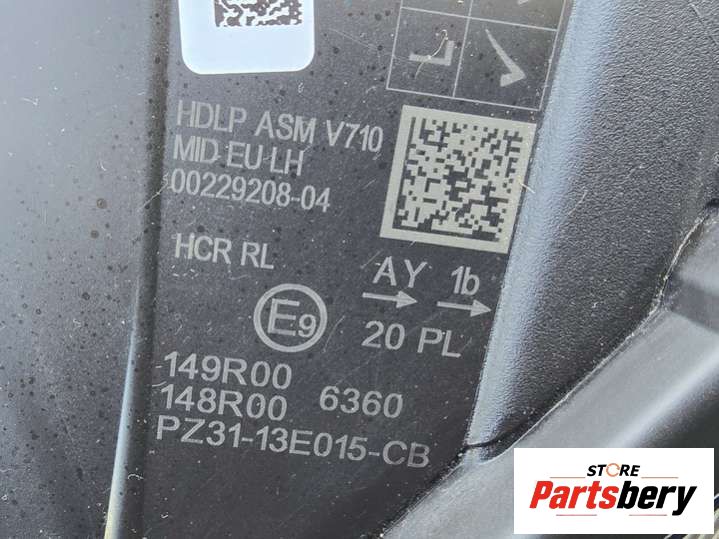 HDLP ASM V710
MID EU LH
00229208-04
HCR RL
AY 1b
E9
20 PL
149R00
148R00 6360
PZ31-13E015-CB
STORE
Partsbery